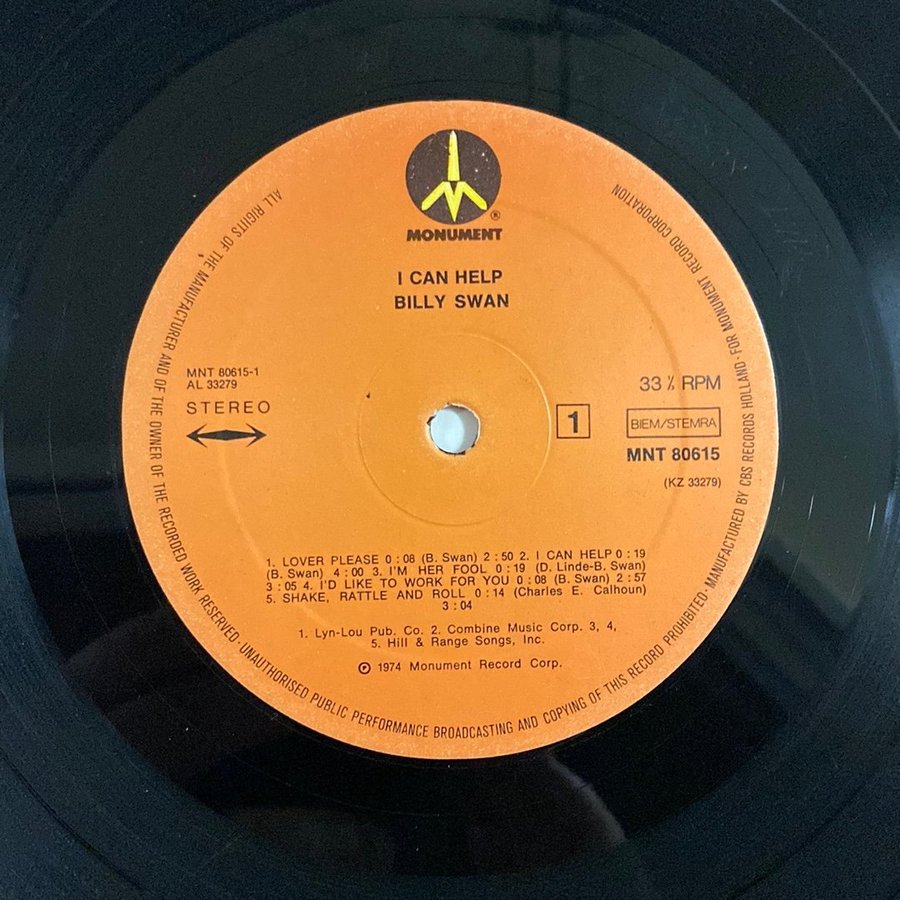 ®
MONUMENT
I CAN HELP
BILLY SWAN
MNT 80615-1
AL 33279
STEREO
33⅓ RPM
1
BIEM/STEMRA
MNT 80615
(KZ 33279)
1. LOVER PLEASE 0:08 (B. Swan) 2:50 2. I CAN HELP 0:19
(B. Swan) 4:00 3. I'M HER FOOL 0:19 (D. Linde-B. Swan)
3:05 4. I'D LIKE TO WORK FOR YOU 0:08 (B. Swan) 2:57
5. SHAKE, RATTLE AND ROLL 0:14 (Charles E. Calhoun)
3:04
1. Lyn-Lou Pub. Co. 2. Combine Music Corp. 3, 4,
5. Hill & Range Songs, Inc.
℗ 1974 Monument Record Corp.
ALL RIGHTS OF THE MANUFACTURER AND OF THE OWNER OF THE RECORDED WORK RESERVED · UNAUTHORISED PUBLIC PERFORMANCE BROADCASTING AND COPYING OF THIS RECORD PROHIBITED · MANUFACTURED BY CBS RECORDS HOLLAND · FOR MONUMENT RECORD CORPORATION